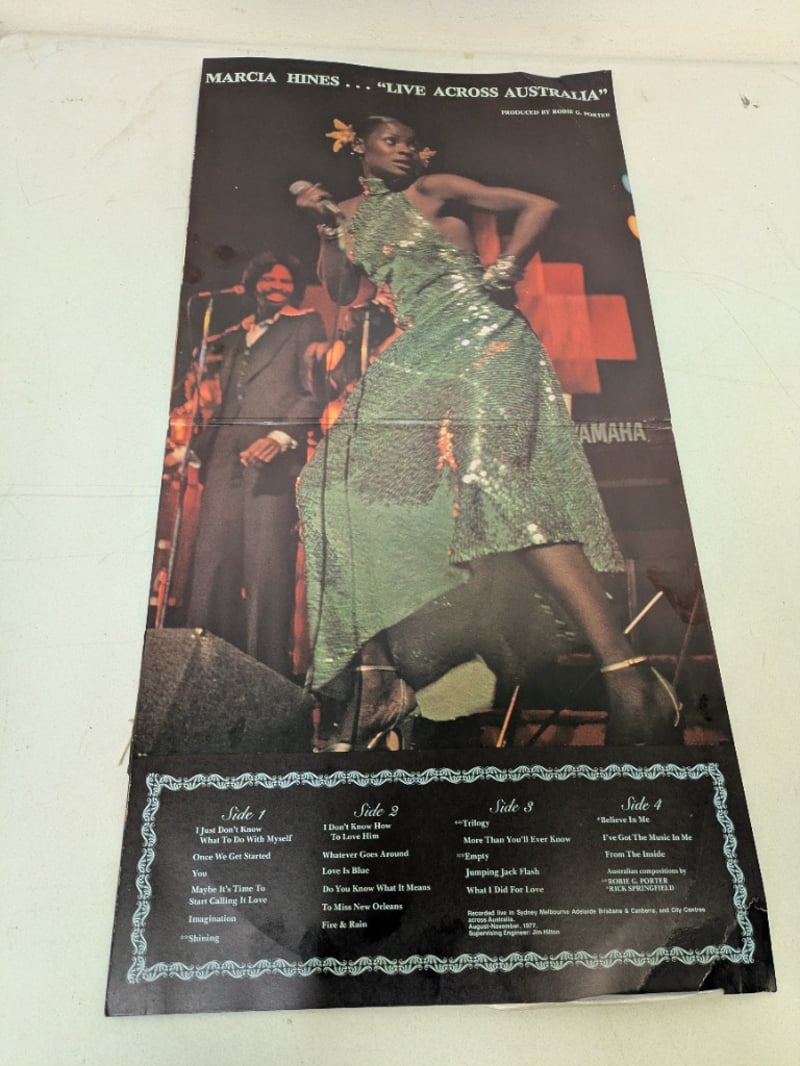 MARCIA HINES . . . "LIVE ACROSS AUSTRALIA"
PRODUCED BY ROBIE G. PORTER
YAMAHA
Side 1
I Just Don't Know
What To Do With Myself
Once We Get Started
You
Maybe It's Time To
Start Calling It Love
Imagination
**Shining
Side 2
I Don't Know How
To Love Him
Whatever Goes Around
Love Is Blue
Do You Know What It Means
To Miss New Orleans
Fire & Rain
Side 3
**Trilogy
More Than You'll Ever Know
**Empty
Jumping Jack Flash
What I Did For Love
Side 4
*Believe In Me
I've Got The Music In Me
From The Inside
Australian compositions by
**ROBIE G. PORTER
*RICK SPRINGFIELD
Recorded live in Sydney Melbourne Adelaide Brisbane & Canberra, and City Centres
across Australia.
August-November, 1977.
Supervising Engineer: Jim Hilton